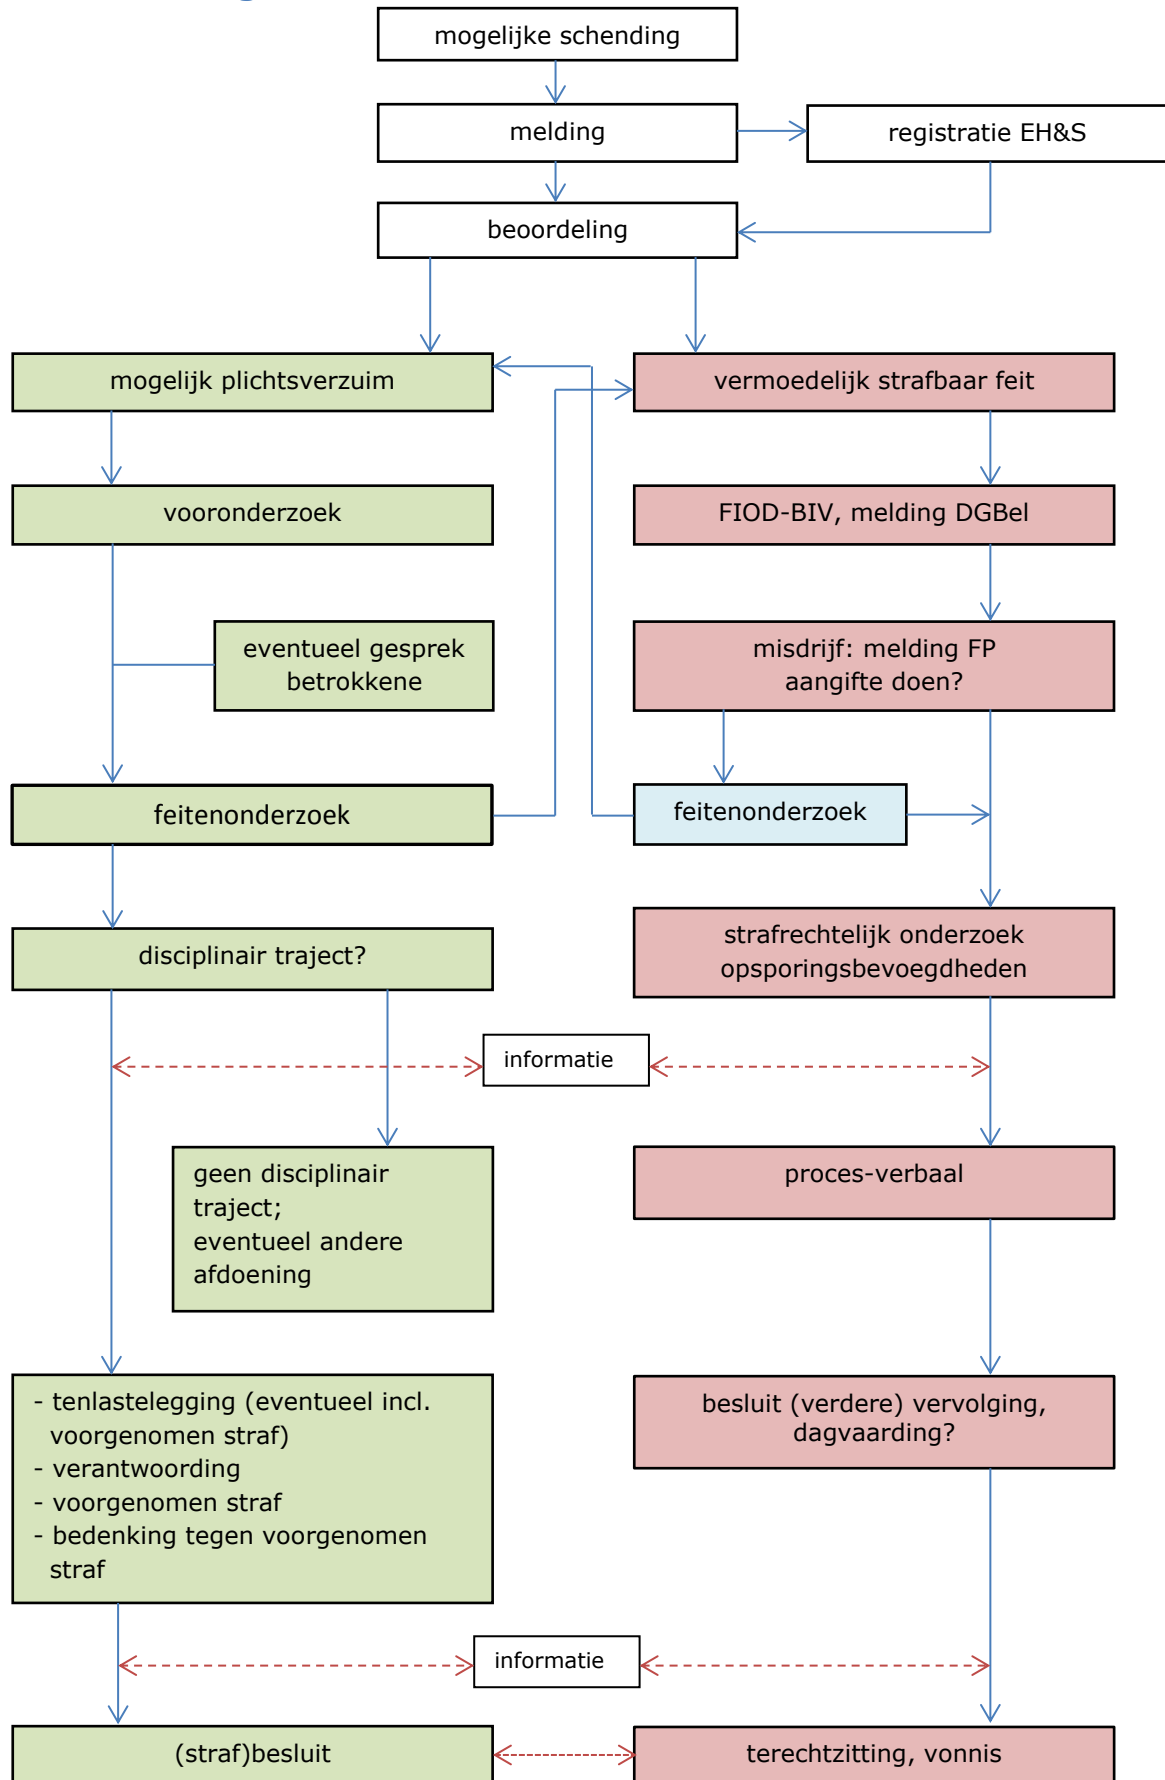 mogelijke schending
melding
registratie EH&S
beoordeling
mogelijk plichtsverzuim
vermoedelijk strafbaar feit
vooronderzoek
FIOD-BIV, melding DGBel
eventueel gesprek
betrokkene
misdrijf: melding FP
aangifte doen?
feitenonderzoek
feitenonderzoek
disciplinair traject?
strafrechtelijk onderzoek
opsporingsbevoegdheden
informatie
geen disciplinair
traject;
eventueel andere
afdoening
proces-verbaal
- tenlastelegging (eventueel incl.
voorgenomen straf)
- verantwoording
- voorgenomen straf
- bedenking tegen voorgenomen
straf
besluit (verdere) vervolging,
dagvaarding?
informatie
(straf)besluit
terechtzitting, vonnis